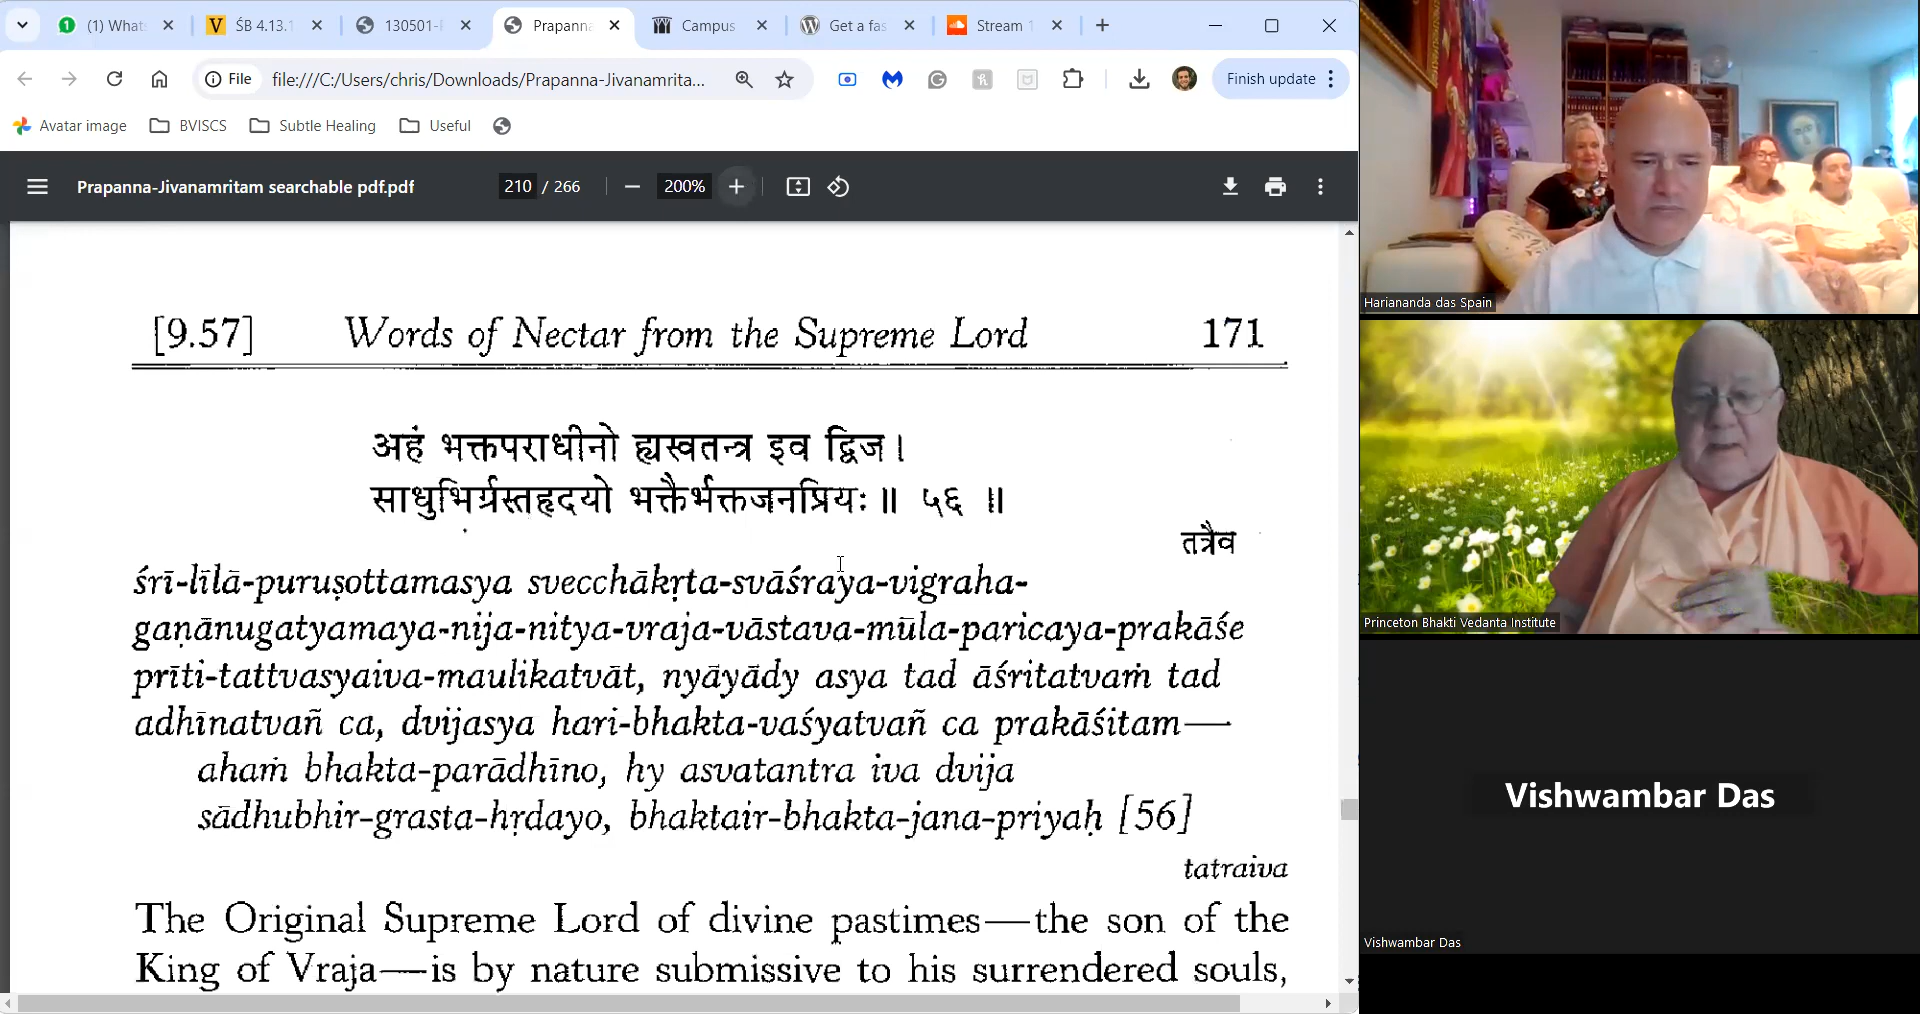 (1) Whats
ŚB 4.13.1
130501-F
Prapanna
Campus
Get a fas
Stream 1
File
file:///C:/Users/chris/Downloads/Prapanna-Jivanamrita...
Finish update
Avatar image
BVISCS
Subtle Healing
Useful
Prapanna-Jivanamritam searchable pdf.pdf
210 / 266
200%
[9.57] Words of Nectar from the Supreme Lord 171
अहं भक्तपराधीनो ह्यस्वतन्त्र इव द्विज।
साधुभिर्ग्रस्तहृदयो भक्तैर्भक्तजनप्रियः॥ ५६ ॥
तत्रैव
śrī-līlā-puruṣottamasya svecchākṛta-svāśraya-vigraha-
gaṇānugatyamaya-nija-nitya-vraja-vāstava-mūla-paricaya-prakāśe
prīti-tattvasyaiva-maulikatvāt, nyāyādy asya tad āśritatvaṁ tad
adhīnatvañ ca, dvijasya hari-bhakta-vaśyatvañ ca prakāśitam—
ahaṁ bhakta-parādhīno, hy asvatantra iva dvija
sādhubhir-grasta-hṛdayo, bhaktair-bhakta-jana-priyaḥ [56]
tatraiva
The Original Supreme Lord of divine pastimes—the son of the
King of Vraja—is by nature submissive to his surrendered souls,
Hariananda das Spain
Princeton Bhakti Vedanta Institute
Vishwambar Das
Vishwambar Das